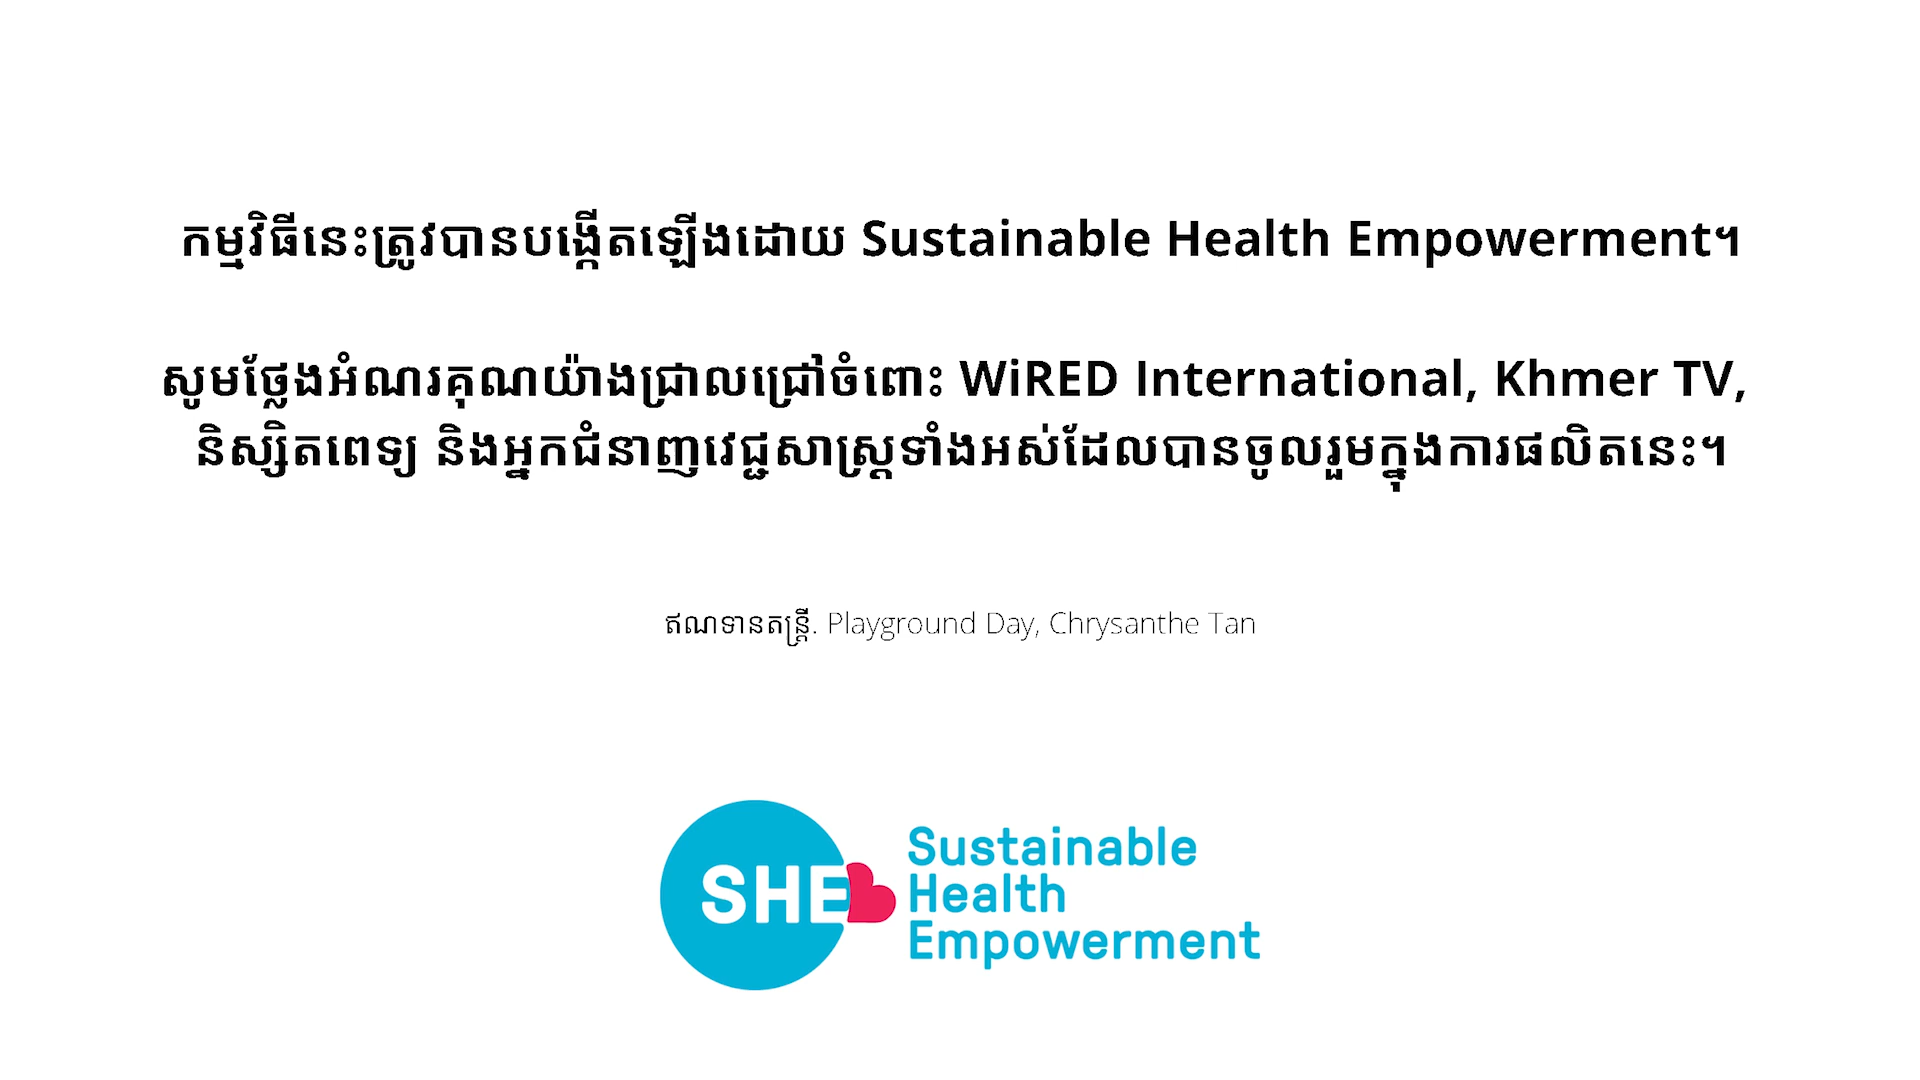 កម្មវិធីនេះត្រូវបានបង្កើតឡើងដោយ Sustainable Health Empowerment។
សូមថ្លែងអំណរគុណយ៉ាងជ្រាលជ្រៅចំពោះ WiRED International, Khmer TV,
និស្សិតពេទ្យ និងអ្នកជំនាញវេជ្ជសាស្ត្រទាំងអស់ដែលបានចូលរួមក្នុងការផលិតនេះ។
ឥណទានតន្ត្រី. Playground Day, Chrysanthe Tan
SHE
Sustainable
Health
Empowerment